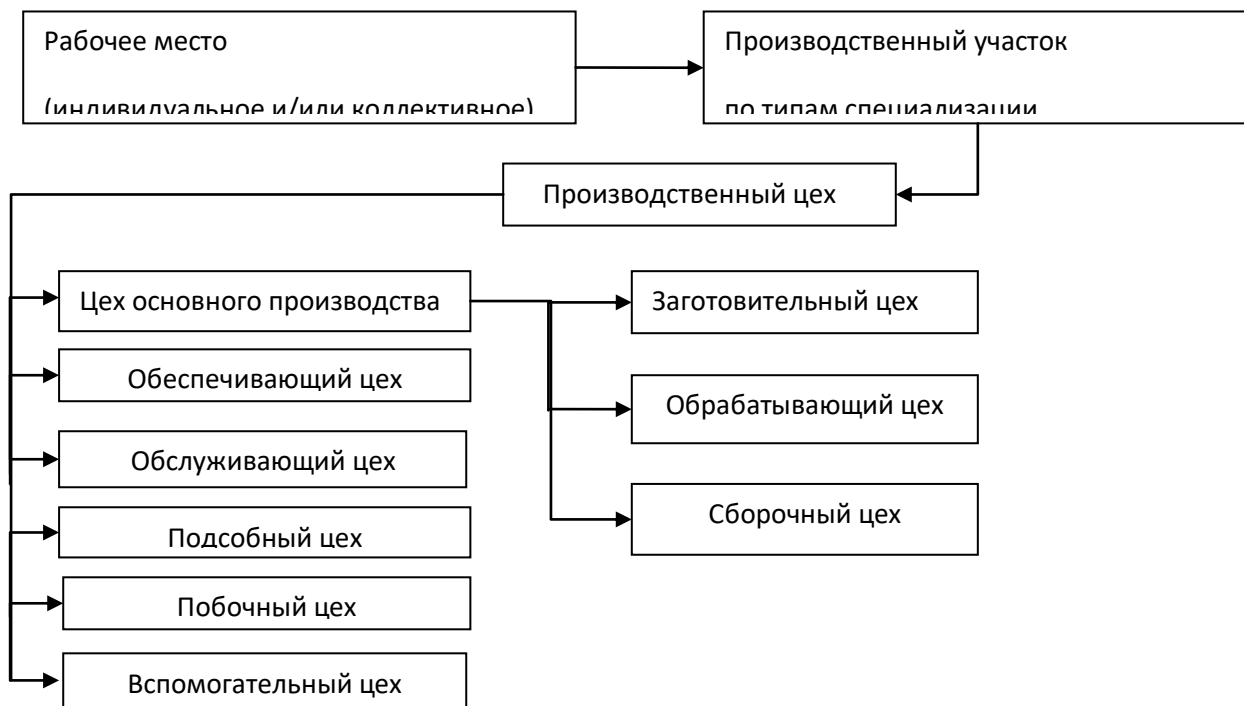 Рабочее место
Производственный участок
(индивидуальное и/или коллективное)
по типам специализации
Производственный цех
Цех основного производства
Заготовительный цех
Обеспечивающий цех
Обрабатывающий цех
Обслуживающий цех
Сборочный цех
Подсобный цех
Побочный цех
Вспомогательный цех